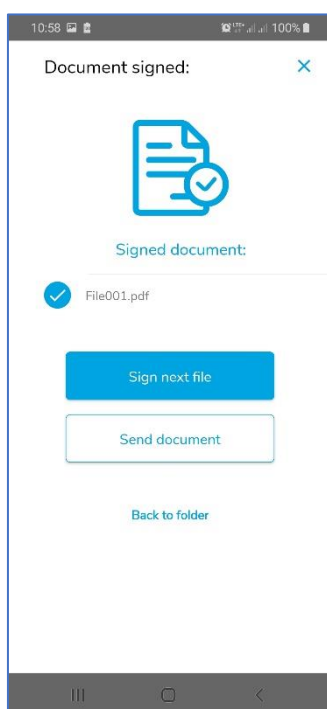 10:58
100%
Document signed:
Signed document:
File001.pdf
Sign next file
Send document
Back to folder